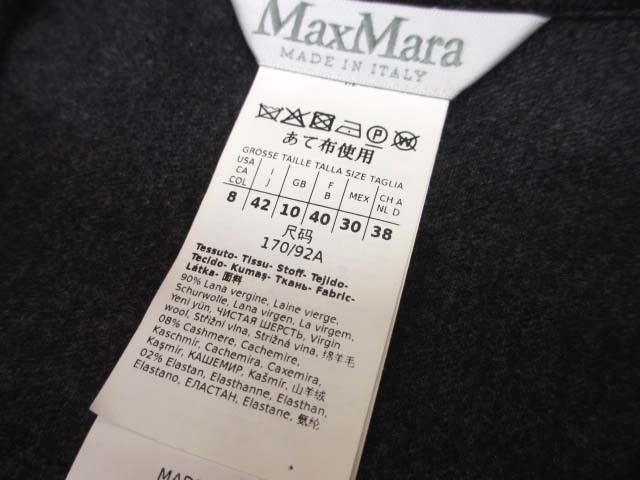 MaxMara
MADE IN ITALY
あて布使用
GRÖSSE TAILLE TALLA SIZE TAGLIA
USA CA COL I J GB F B MEX CH A NL D
8 42 10 40 30 38
尺码
170/92A
Tessuto- Tissu- Stoff- Tejido-
Tecido- Kumaş- Ткань- Fabric-
Látka- 面料
90% Lana vergine, Laine vierge,
Schurwolle, Lana virgen, La virgem,
Yeni yün, ЧИСТАЯ ШЕРСТЬ, Virgin
wool, Střižní vlna, Strižná vlna, 绵羊毛
08% Cashmere, Cachemire,
Kaschmir, Cachemira, Caxemira,
Kaşmir, КАШЕМИР, Kašmír, 山羊绒
02% Elastan, Elasthanne, Elasthan,
Elastano, ЕЛАСТАН, Elastane, 氨纶